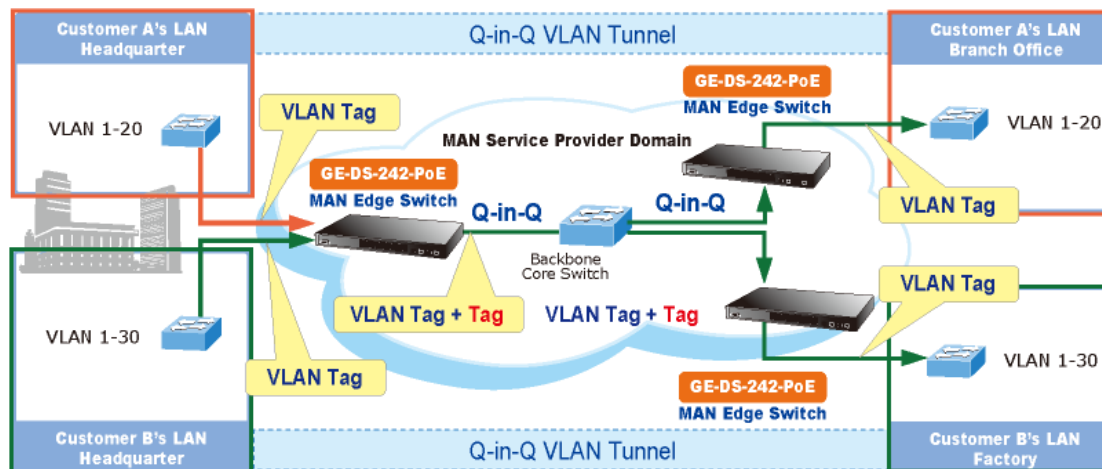 Customer A's LAN
Headquarter
Q-in-Q VLAN Tunnel
Customer A's LAN
Branch Office
VLAN 1-20
VLAN Tag
GE-DS-242-PoE
MAN Edge Switch
VLAN 1-20
MAN Service Provider Domain
GE-DS-242-PoE
MAN Edge Switch
Q-in-Q
Q-in-Q
VLAN Tag
Backbone
Core Switch
VLAN Tag
VLAN 1-30
VLAN Tag + Tag
VLAN Tag + Tag
VLAN Tag
VLAN 1-30
GE-DS-242-PoE
MAN Edge Switch
Customer B's LAN
Headquarter
Q-in-Q VLAN Tunnel
Customer B's LAN
Factory